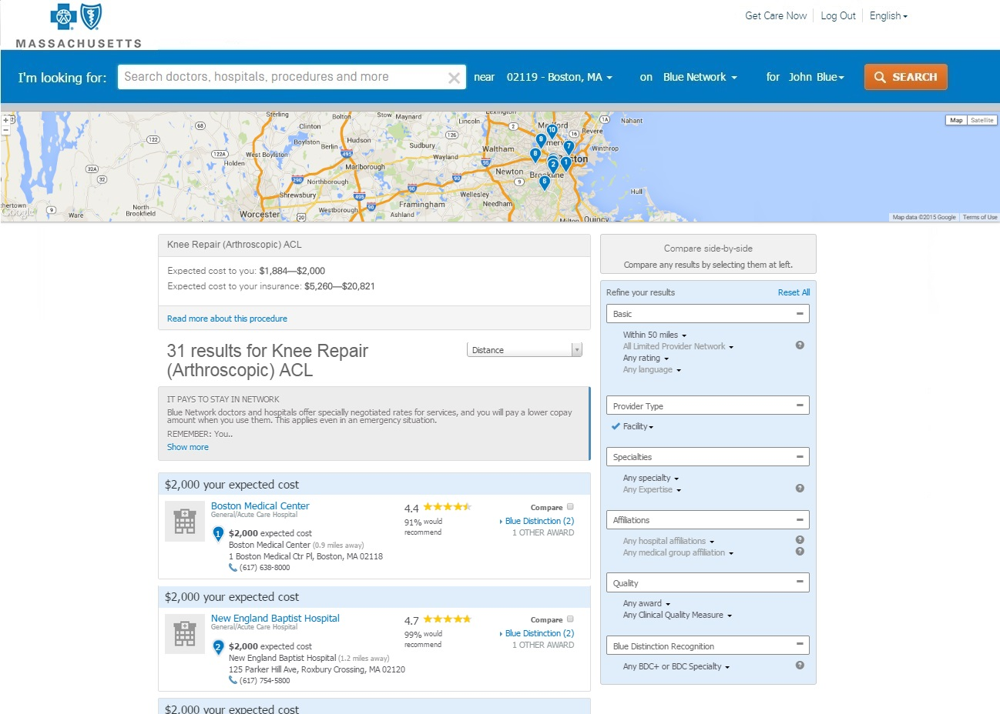 MASSACHUSETTS
Get Care Now
Log Out
English
I'm looking for:
Search doctors, hospitals, procedures and more
near
02119 - Boston, MA
on
Blue Network
for
John Blue
SEARCH
Sterling
Clinton
Bolton
Stow Maynard
Lincoln
Lexington
Medford
Revere
Nahant
Map
Satellite
Boylston
Berlin
Hudson
Sudbury
Waltham
Winthrop
West Boylston
Holden
Marlborough
Wayland
Newton
Brookline
Northborough
Shrewsbury
Westborough
Framingham
Ashland
Wellesley
Needham
Hull
North Brookfield
Ware
Worcester
Milton
Quincy
Google
Map data ©2015 Google
Terms of Use
Knee Repair (Arthroscopic) ACL
Expected cost to you: $1,884—$2,000
Expected cost to your insurance: $5,260—$20,821
Read more about this procedure
31 results for Knee Repair
(Arthroscopic) ACL
Distance
IT PAYS TO STAY IN NETWORK
Blue Network doctors and hospitals offer specially negotiated rates for services, and you will pay a lower copay
amount when you use them. This applies even in an emergency situation.
REMEMBER: You..
Show more
$2,000 your expected cost
Boston Medical Center
General/Acute Care Hospital
1
$2,000 expected cost
Boston Medical Center (0.9 miles away)
1 Boston Medical Ctr Pl, Boston, MA 02118
(617) 638-8000
4.4
91% would
recommend
Compare
Blue Distinction (2)
1 OTHER AWARD
$2,000 your expected cost
New England Baptist Hospital
General/Acute Care Hospital
2
$2,000 expected cost
New England Baptist Hospital (1.2 miles away)
125 Parker Hill Ave, Roxbury Crossing, MA 02120
(617) 754-5800
4.7
99% would
recommend
Compare
Blue Distinction (2)
1 OTHER AWARD
$2,000 your expected cost
Compare side-by-side
Compare any results by selecting them at left.
Refine your results
Reset All
Basic
Within 50 miles
All Limited Provider Network
Any rating
Any language
Provider Type
Facility
Specialties
Any specialty
Any Expertise
Affiliations
Any hospital affiliations
Any medical group affiliation
Quality
Any award
Any Clinical Quality Measure
Blue Distinction Recognition
Any BDC+ or BDC Specialty